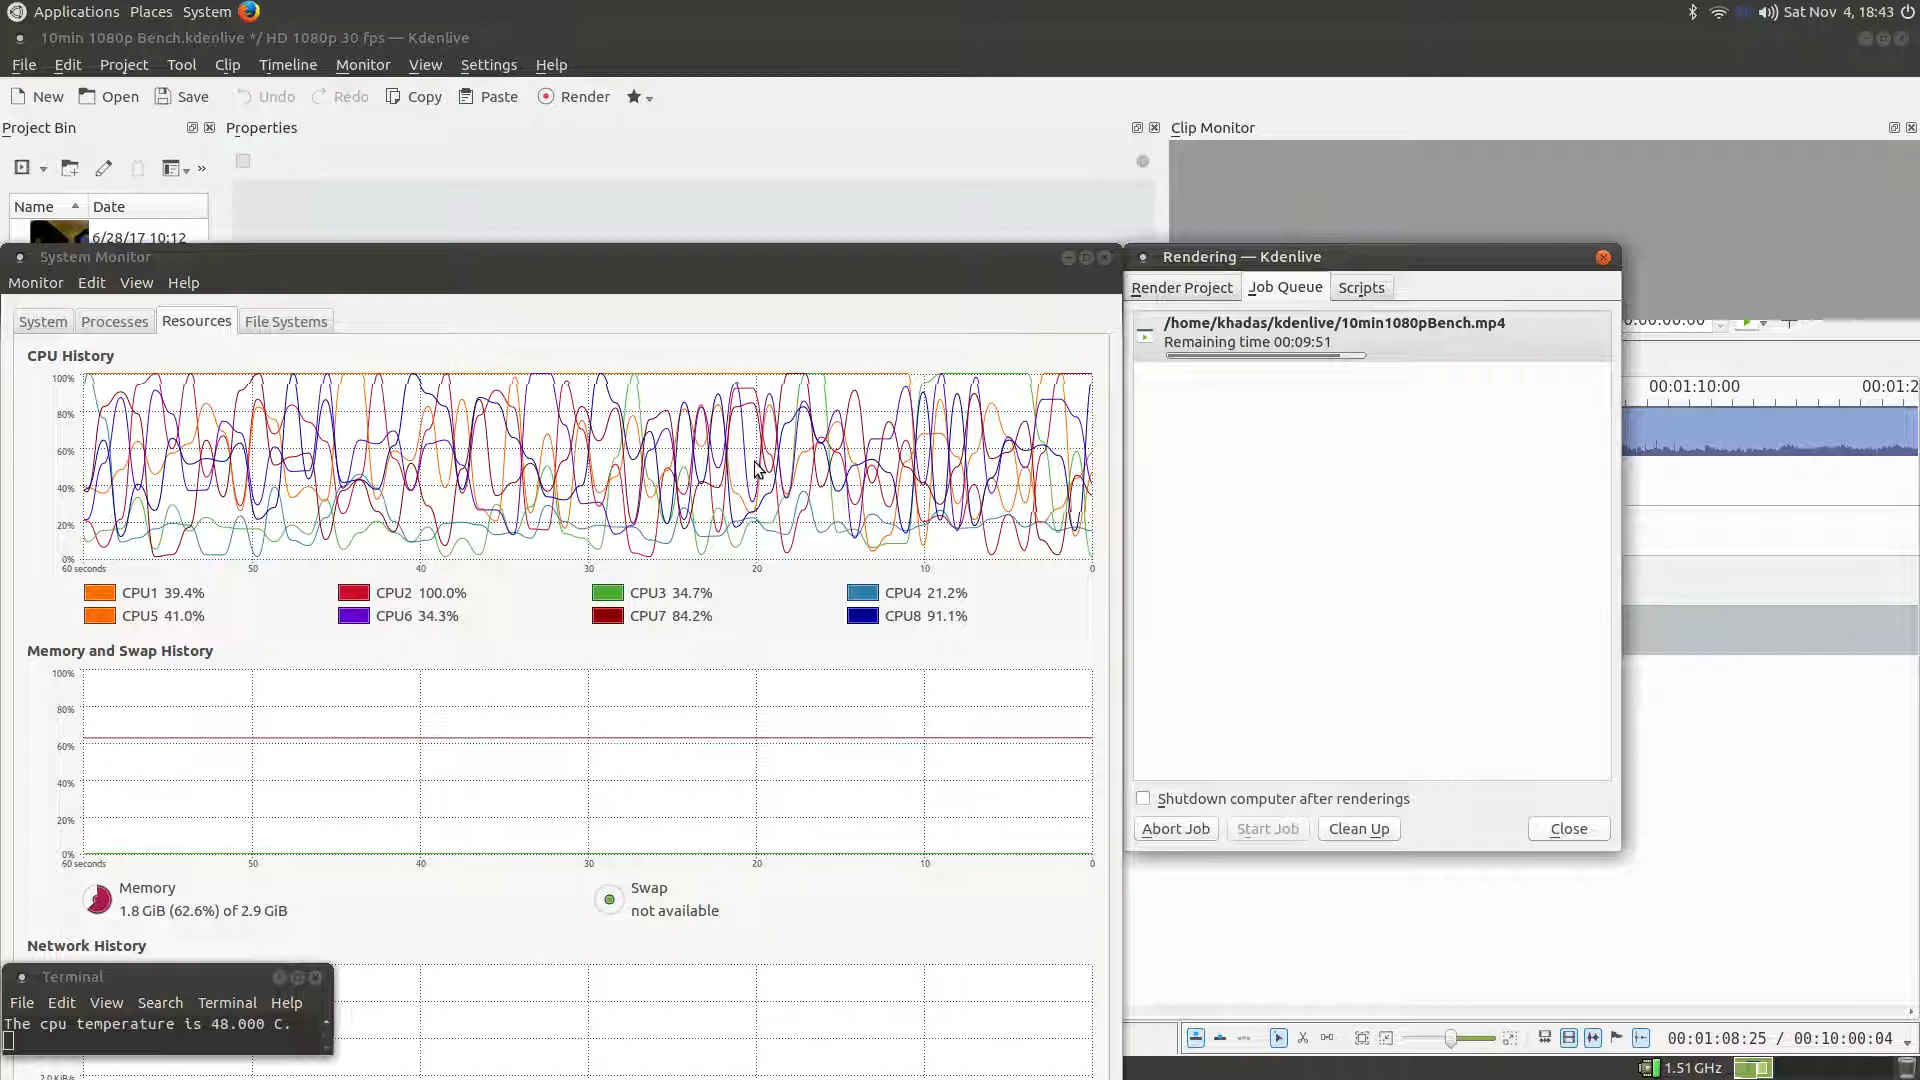 Applications Places System
Sat Nov 4, 18:43
10min 1080p Bench.kdenlive */ HD 1080p 30 fps — Kdenlive
File Edit Project Tool Clip Timeline Monitor View Settings Help
New Open Save Undo Redo Copy Paste Render
Project Bin
Properties
Clip Monitor
Name Date
6/28/17 10:12
System Monitor
Monitor Edit View Help
System Processes Resources File Systems
CPU History
100%
80%
60%
40%
20%
0%
60 seconds 50 40 30 20 10 0
CPU1 39.4% CPU2 100.0% CPU3 34.7% CPU4 21.2%
CPU5 41.0% CPU6 34.3% CPU7 84.2% CPU8 91.1%
Memory and Swap History
100%
80%
60%
40%
20%
0%
60 seconds 50 40 30 20 10 0
Memory
1.8 GiB (62.6%) of 2.9 GiB
Swap
not available
Network History
2.0 KiB/s
Terminal
File Edit View Search Terminal Help
The cpu temperature is 48.000 C.
Rendering — Kdenlive
Render Project Job Queue Scripts
/home/khadas/kdenlive/10min1080pBench.mp4
Remaining time 00:09:51
Shutdown computer after renderings
Abort Job Start Job Clean Up Close
00:01:10:00 00:01:2
00:01:08:25 / 00:10:00:04
1.51 GHz